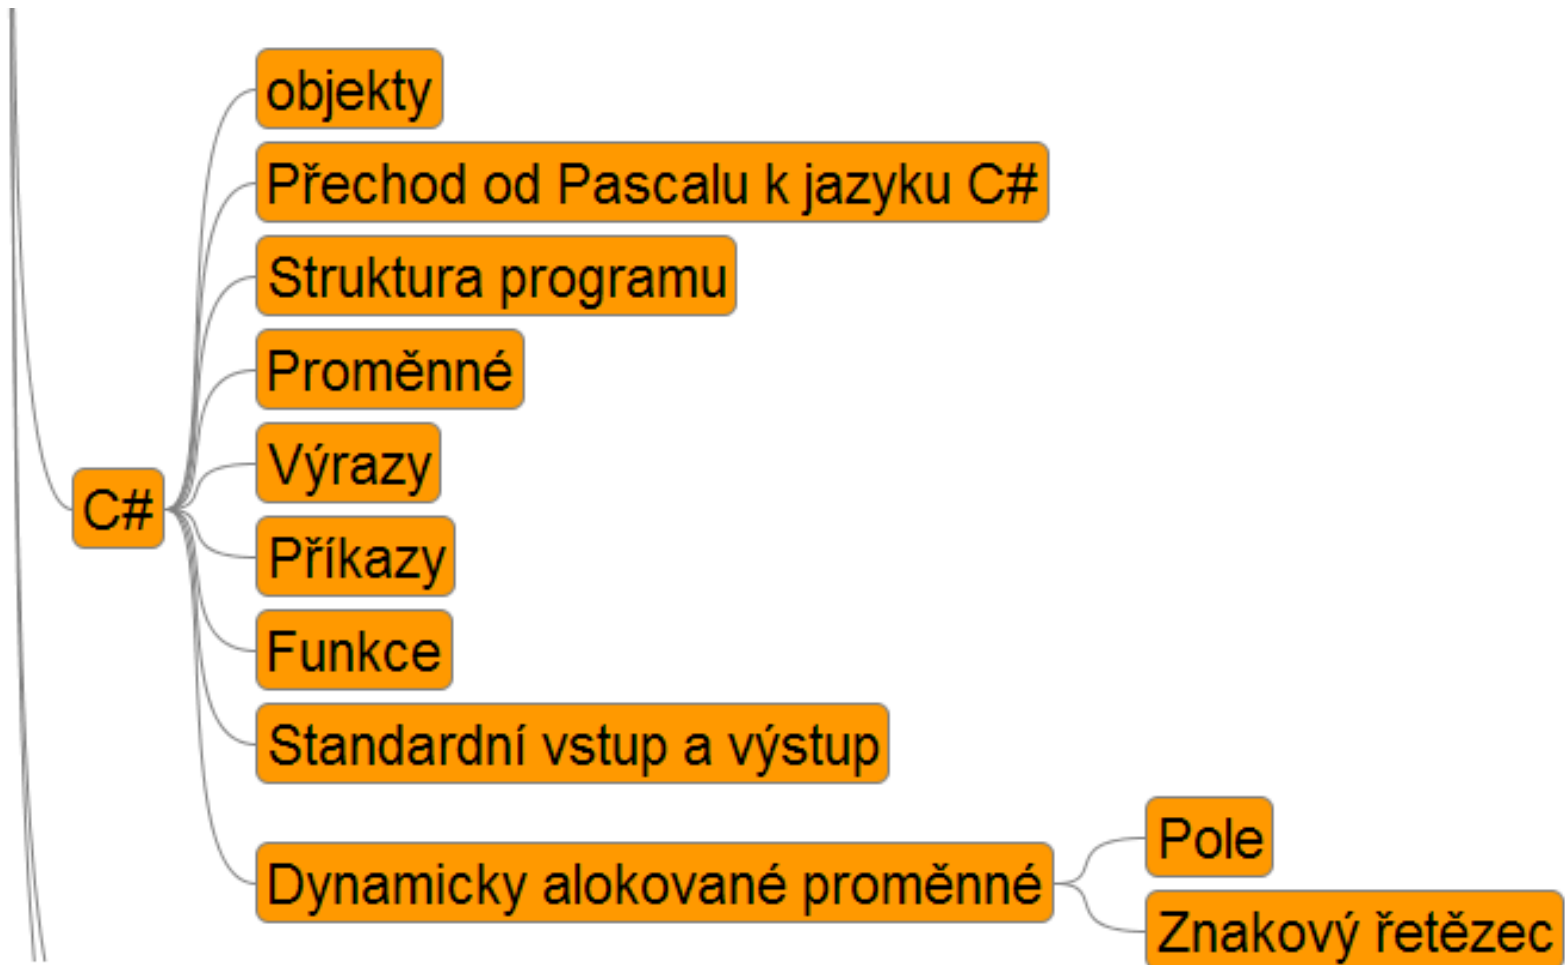 objekty
Přechod od Pascalu k jazyku C#
Struktura programu
Proměnné
Výrazy
C#
Příkazy
Funkce
Standardní vstup a výstup
Pole
Dynamicky alokované proměnné
Znakový řetězec